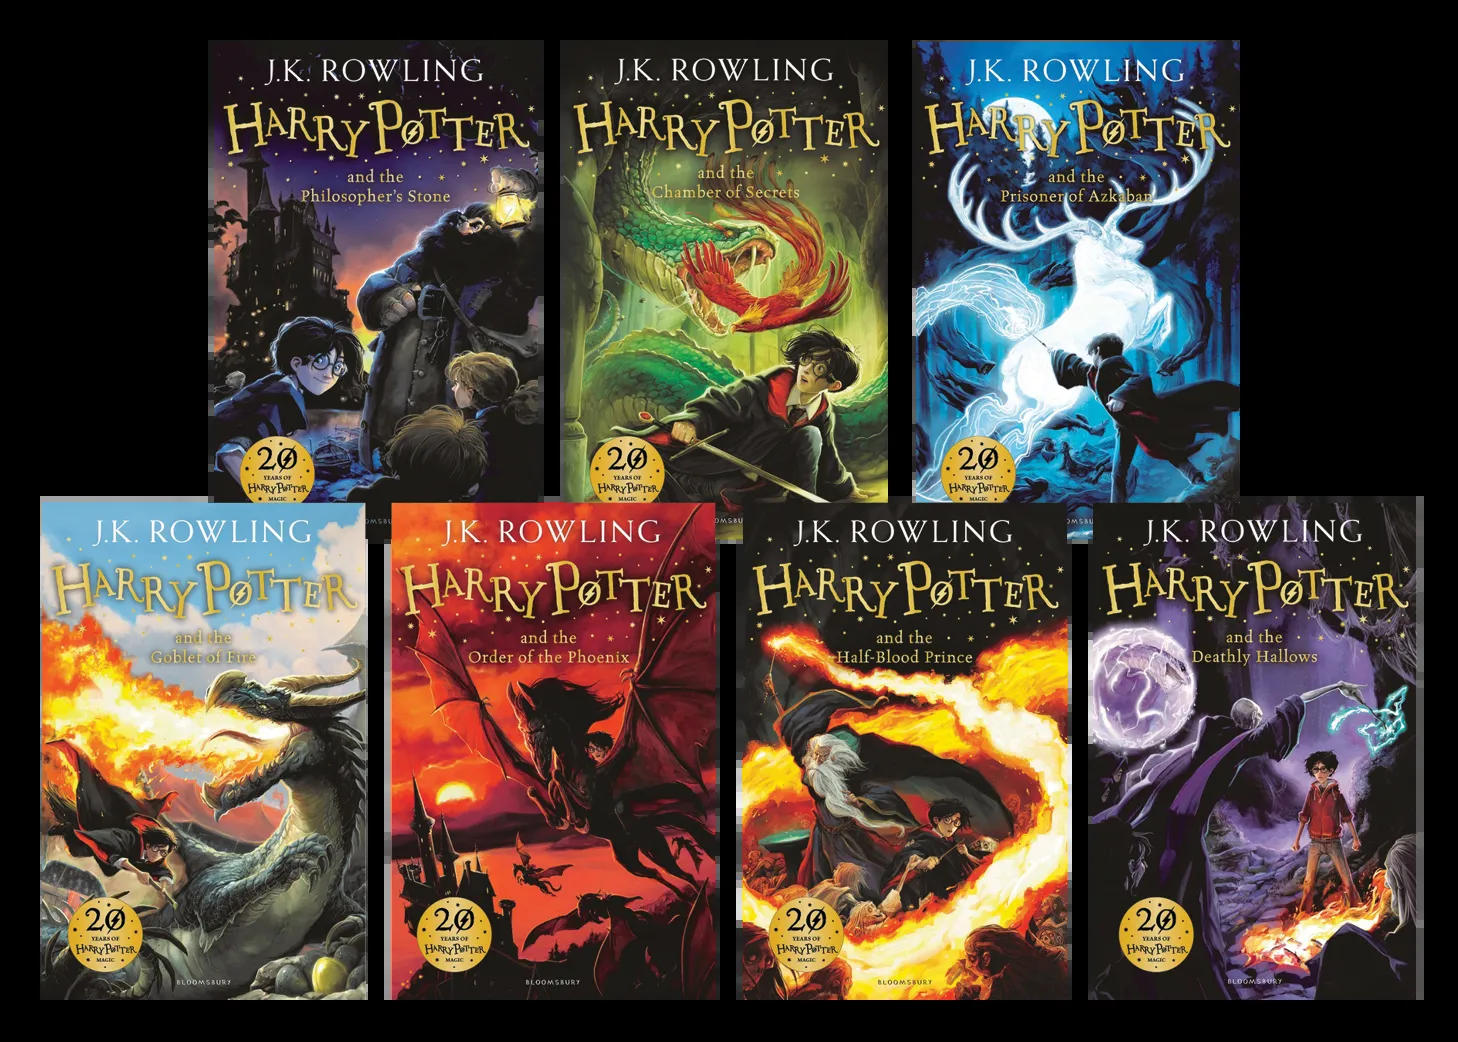 J.K. ROWLING
HARRY POTTER
and the
Philosopher's Stone
20
YEARS OF
HARRY POTTER
MAGIC
J.K. ROWLING
HARRY POTTER
and the
Chamber of Secrets
20
YEARS OF
HARRY POTTER
MAGIC
J.K. ROWLING
HARRY POTTER
and the
Prisoner of Azkaban
20
YEARS OF
HARRY POTTER
MAGIC
J.K. ROWLING
HARRY POTTER
and the
Goblet of Fire
20
YEARS OF
HARRY POTTER
MAGIC
BLOOMSBURY
J.K. ROWLING
HARRY POTTER
and the
Order of the Phoenix
20
YEARS OF
HARRY POTTER
MAGIC
BLOOMSBURY
J.K. ROWLING
HARRY POTTER
and the
Half-Blood Prince
20
YEARS OF
HARRY POTTER
MAGIC
BLOOMSBURY
J.K. ROWLING
HARRY POTTER
and the
Deathly Hallows
20
YEARS OF
HARRY POTTER
MAGIC
BLOOMSBURY